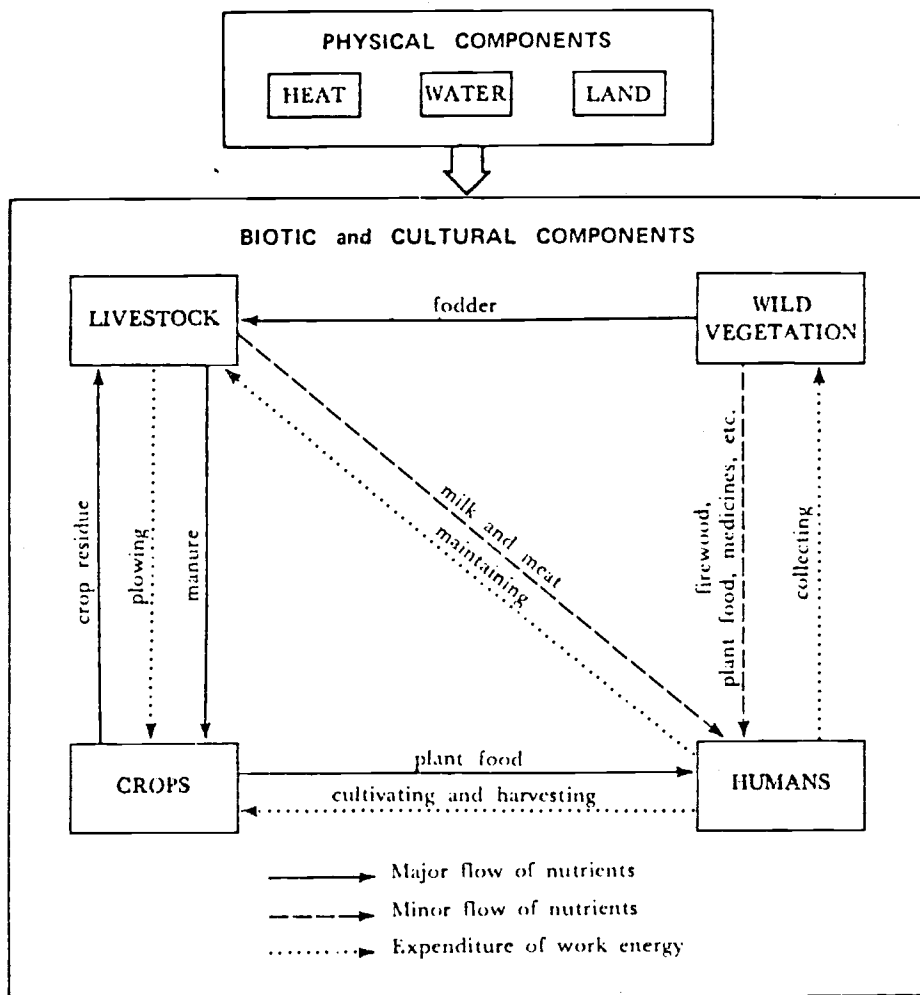 PHYSICAL COMPONENTS
HEAT
WATER
LAND
BIOTIC and CULTURAL COMPONENTS
LIVESTOCK
fodder
WILD
VEGETATION
crop residue
plowing
manure
milk and meat
maintaining
firewood,
plant food, medicines, etc.
collecting
CROPS
plant food
cultivating and harvesting
HUMANS
Major flow of nutrients
Minor flow of nutrients
Expenditure of work energy